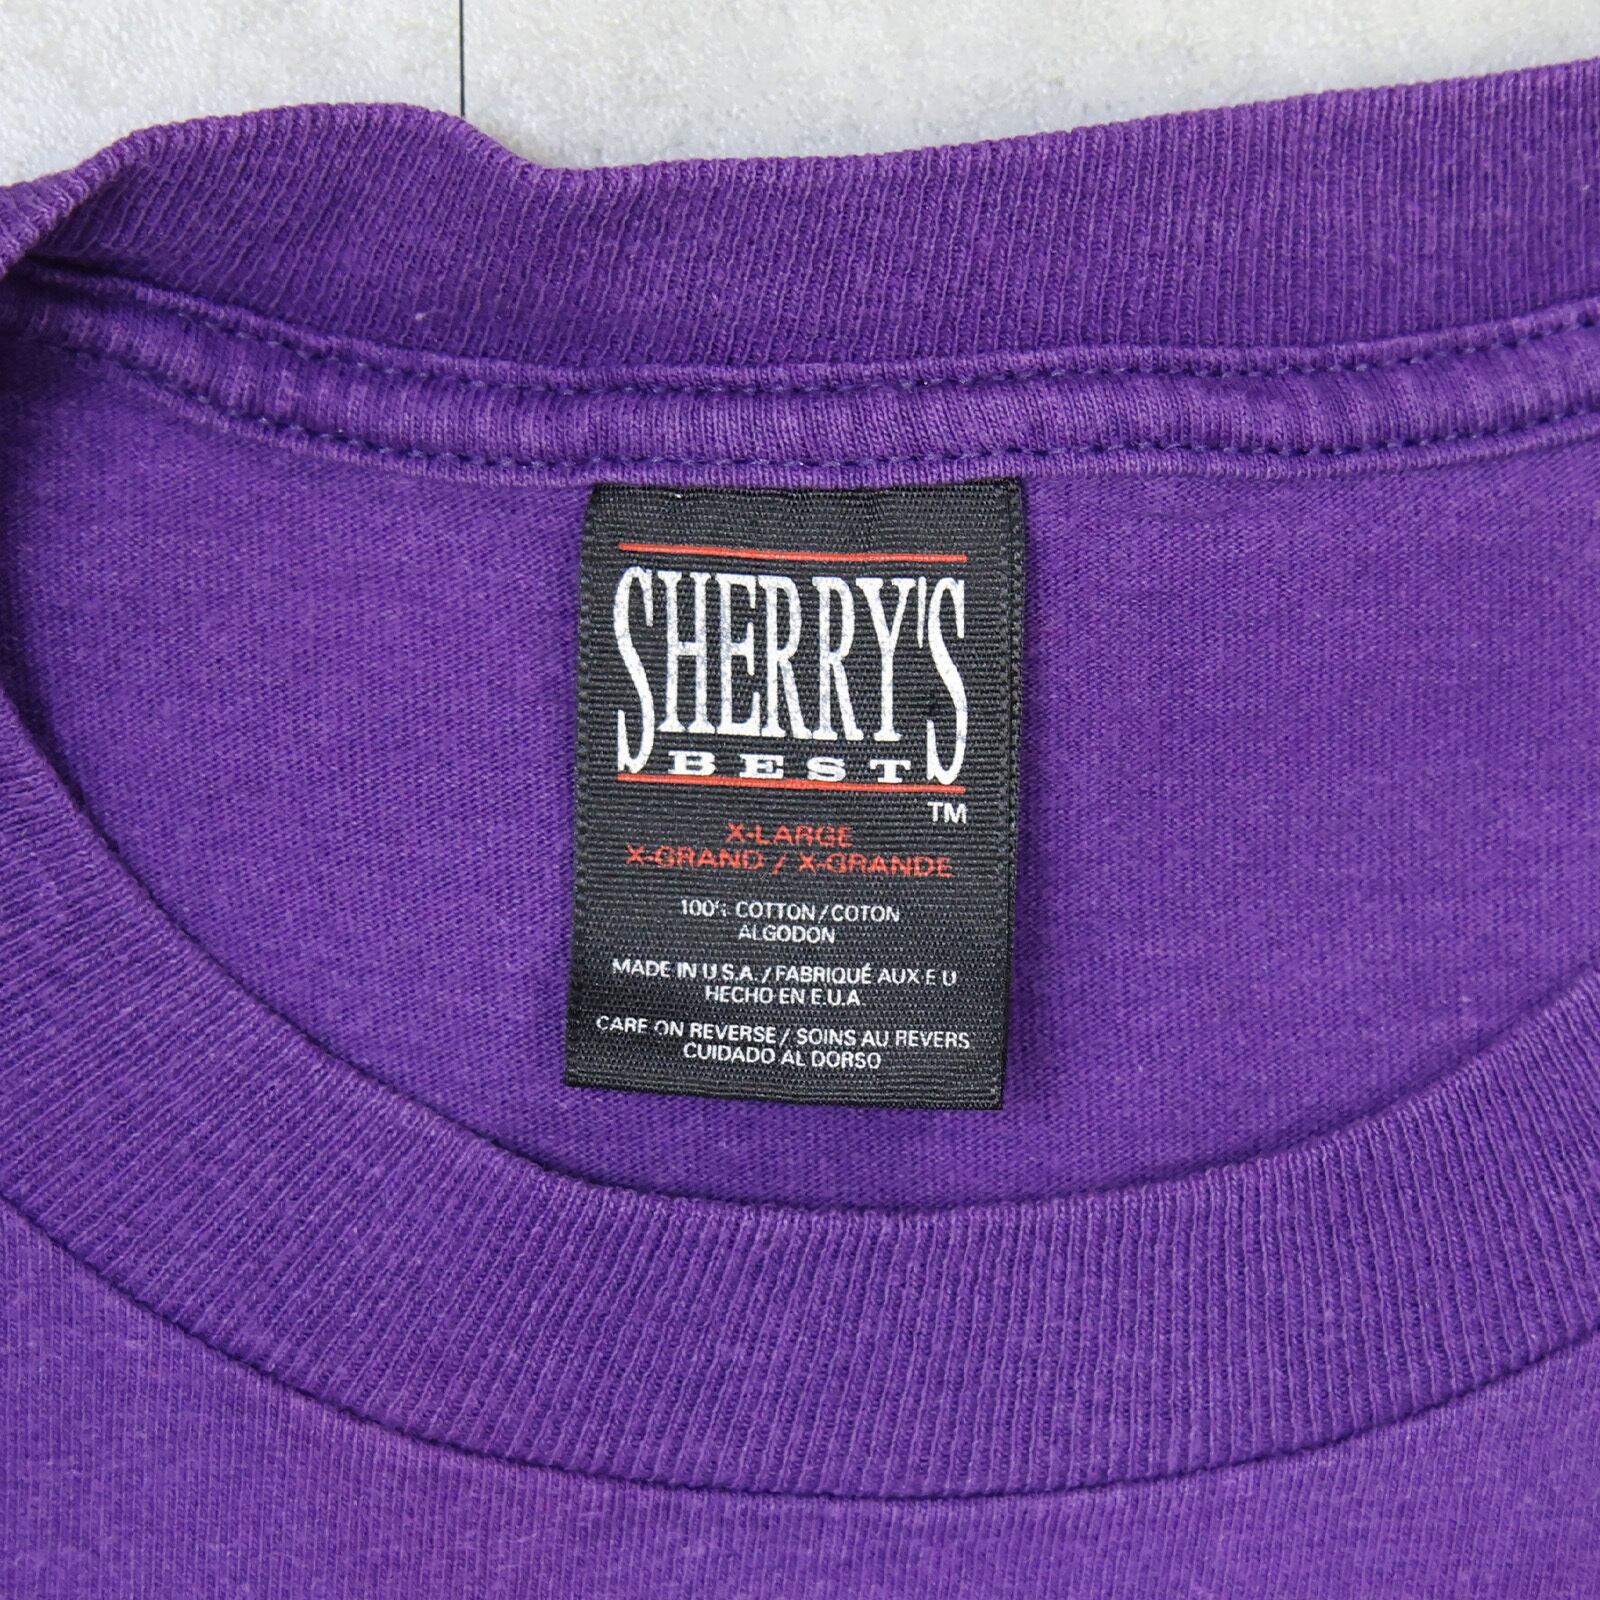 SHERRY'S
BEST
TM
X-LARGE
X-GRAND / X-GRANDE
100% COTTON/COTON
ALGODON
MADE IN U.S.A. / FABRIQUÉ AUX E U
HECHO EN E.U.A
CARE ON REVERSE / SOINS AU REVERS
CUIDADO AL DORSO